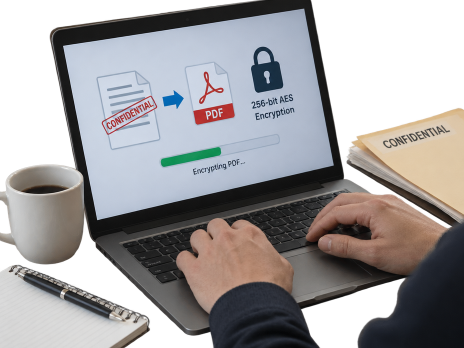 CONFIDENTIAL
PDF
256-bit AES
Encryption
Encrypting PDF...
CONFIDENTIAL